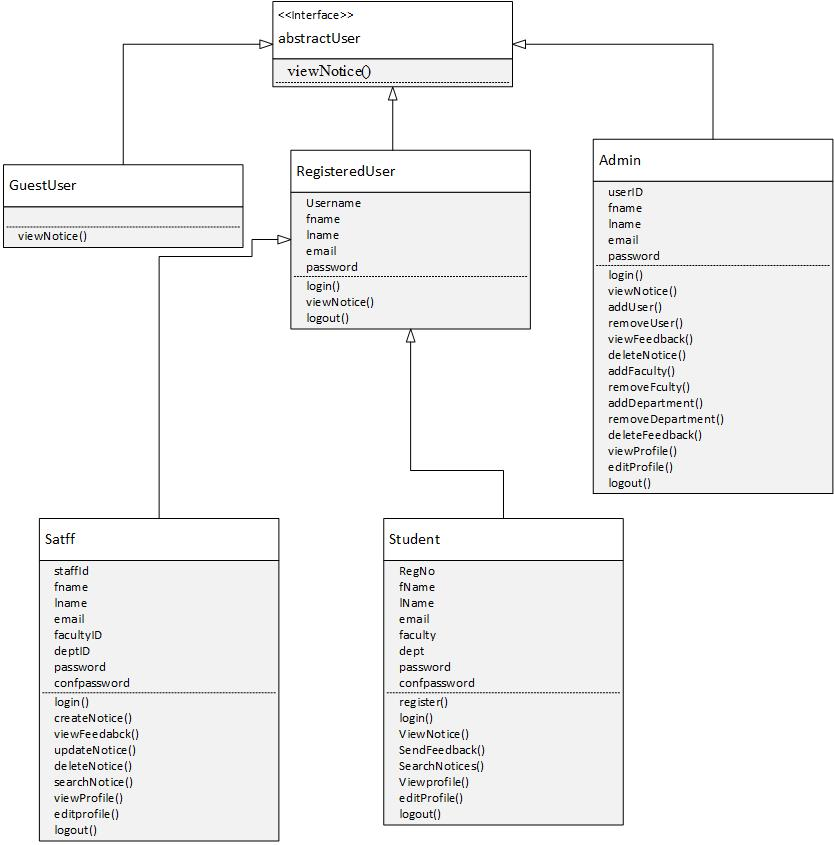 <<Interface>>
abstractUser
viewNotice()
GuestUser
viewNotice()
RegisteredUser
Username
fname
lname
email
password
login()
viewNotice()
logout()
Admin
userID
fname
lname
email
password
login()
viewNotice()
addUser()
removeUser()
viewFeedback()
deleteNotice()
addFaculty()
removeFculty()
addDepartment()
removeDepartment()
deleteFeedback()
viewProfile()
editProfile()
logout()
Satff
staffId
fname
lname
email
facultyID
deptID
password
confpassword
login()
createNotice()
viewFeedabck()
updateNotice()
deleteNotice()
searchNotice()
viewProfile()
editprofile()
logout()
Student
RegNo
fName
lName
email
faculty
dept
password
confpassword
register()
login()
ViewNotice()
SendFeedback()
SearchNotices()
Viewprofile()
editProfile()
logout()